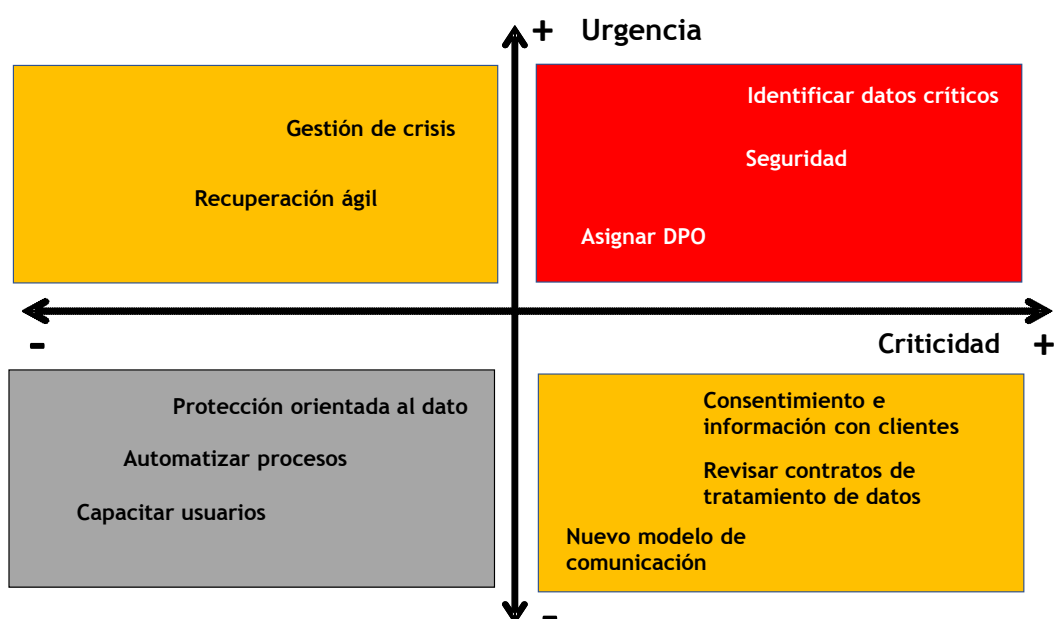 + Urgencia
Gestión de crisis
Recuperación ágil
Identificar datos críticos
Seguridad
Asignar DPO
-
Criticidad +
Protección orientada al dato
Automatizar procesos
Capacitar usuarios
Consentimiento e
información con clientes
Revisar contratos de
tratamiento de datos
Nuevo modelo de
comunicación
-